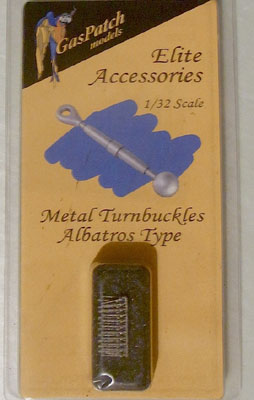 GasPatch
models
Elite
Accessories
1/32 Scale
Metal Turnbuckles
Albatros Type